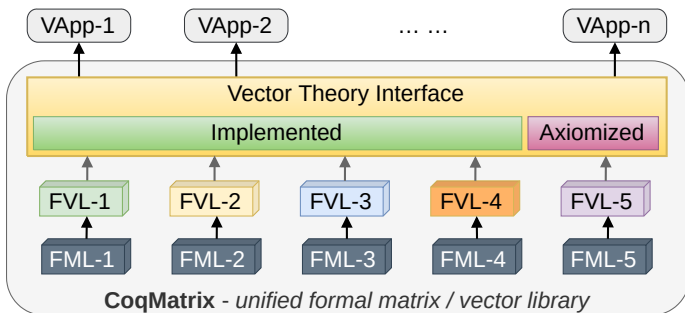 VApp-1 VApp-2 ... ... VApp-n
Vector Theory Interface
Implemented Axiomized
FVL-1 FVL-2 FVL-3 FVL-4 FVL-5
FML-1 FML-2 FML-3 FML-4 FML-5
CoqMatrix - unified formal matrix / vector library